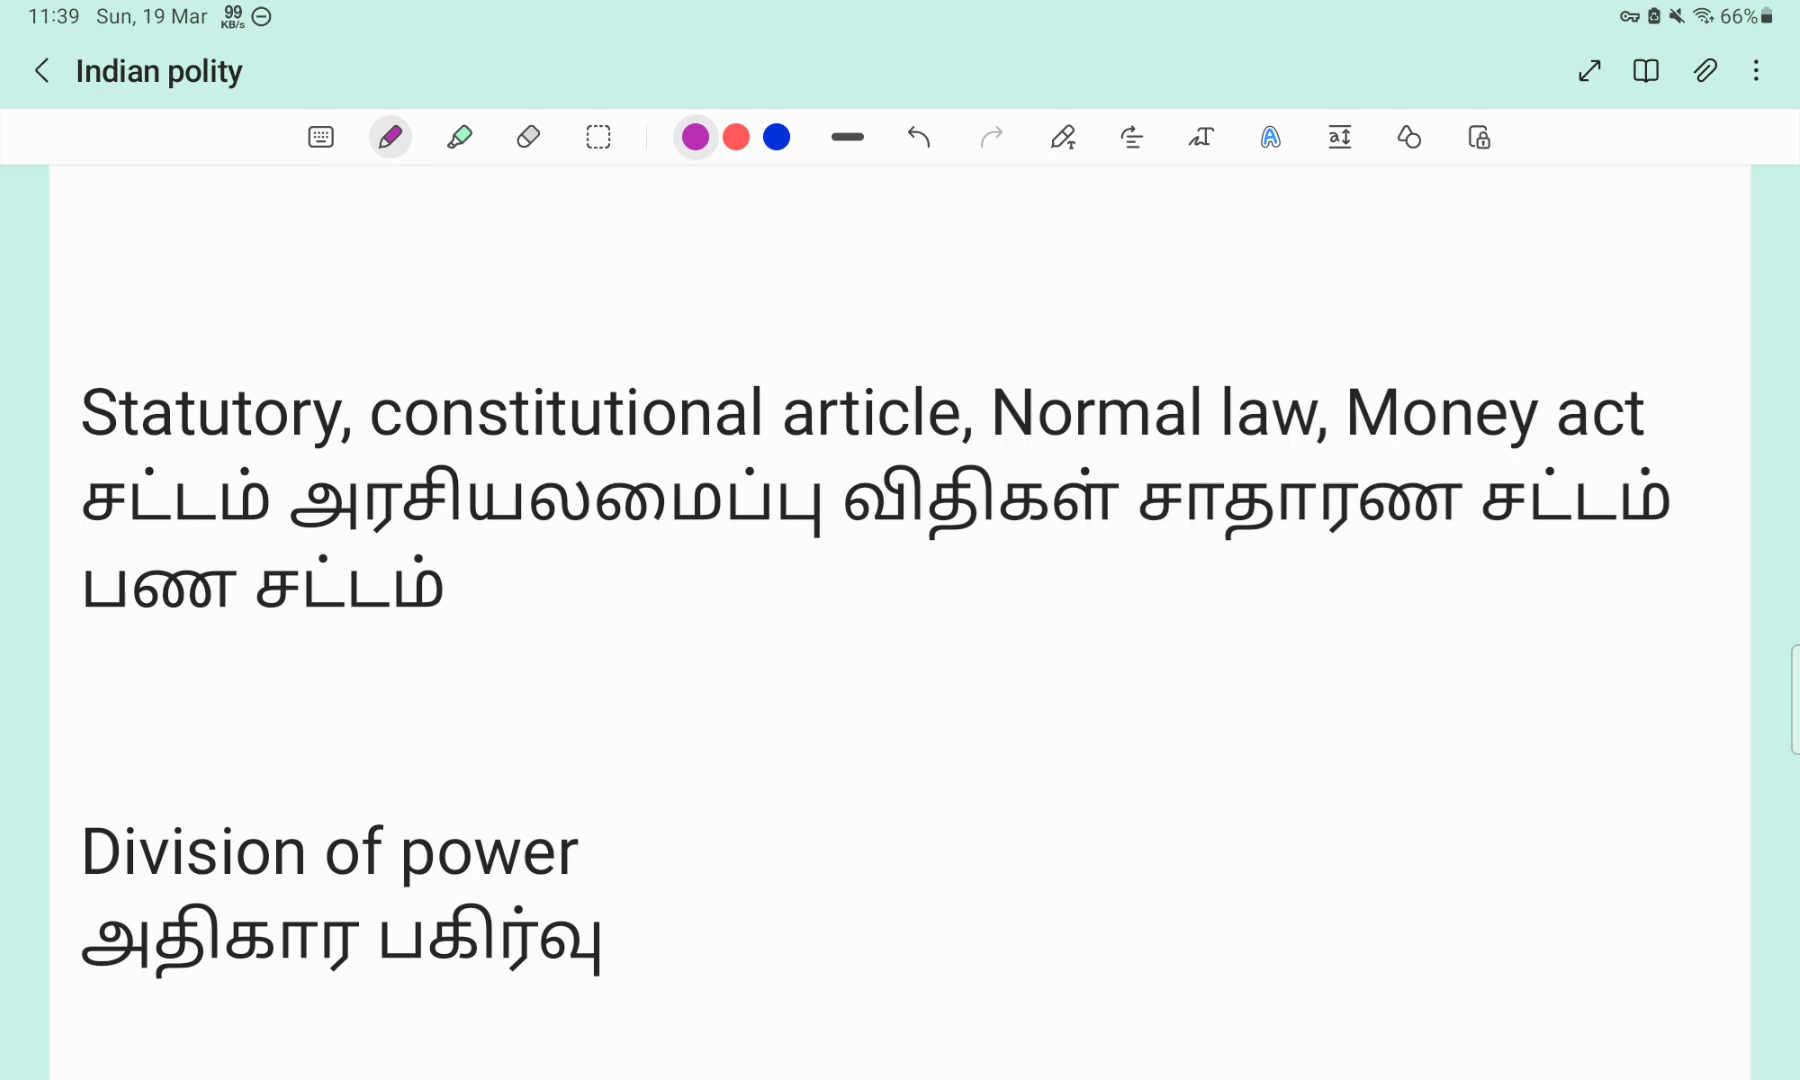 11:39 Sun, 19 Mar 99 KB/s 66%
Indian polity
Statutory, constitutional article, Normal law, Money act
சட்டம் அரசியலமைப்பு விதிகள் சாதாரண சட்டம்
பண சட்டம்
Division of power
அதிகார பகிர்வு